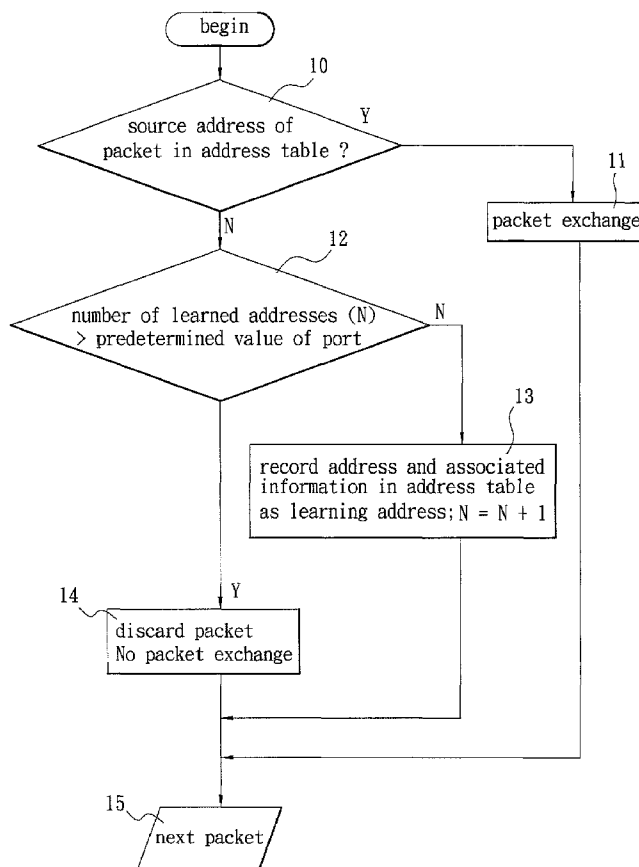 begin
10
source address of
packet in address table ?
Y
11
packet exchange
N
12
number of learned addresses (N)
> predetermined value of port
N
13
record address and associated
information in address table
as learning address; N = N + 1
Y
14
discard packet
No packet exchange
15
next packet